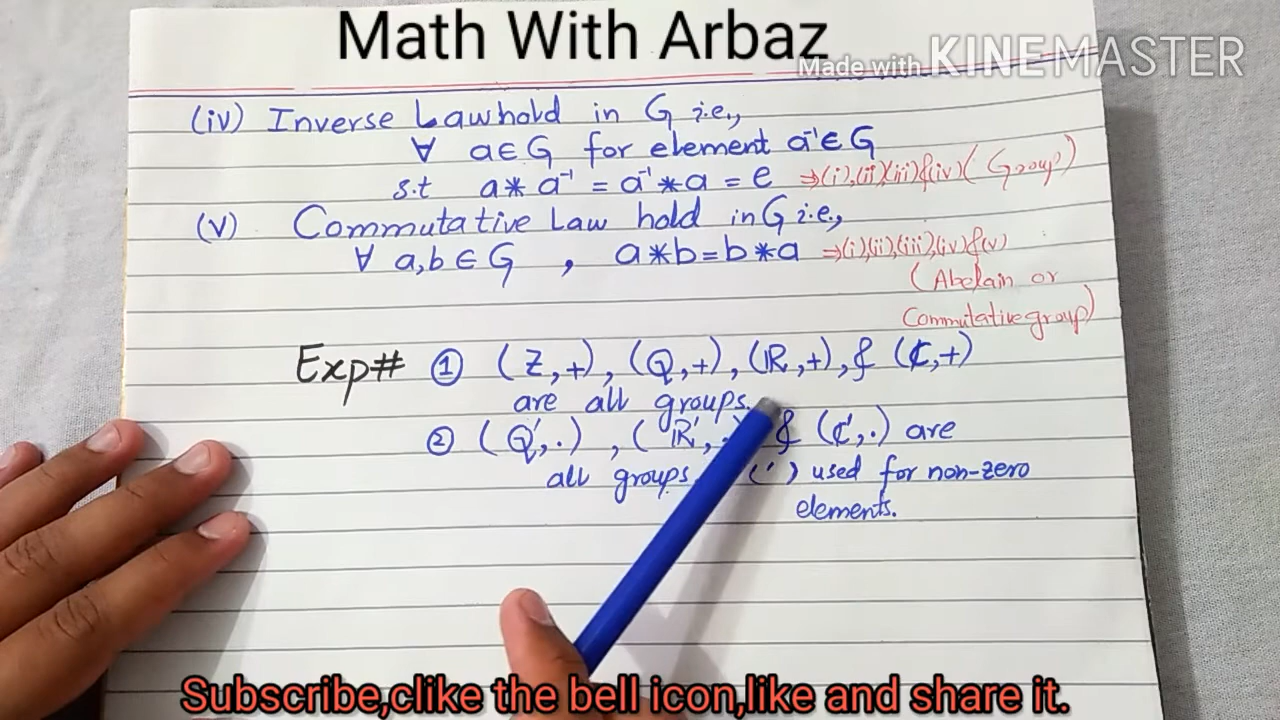 Math With Arbaz
Made with KINEMASTER
(iv) Inverse Law hold in G i.e.,
∀ a∈G for element a⁻¹∈G
s.t a * a⁻¹ = a⁻¹ * a = e ⇒(i),(ii)(iii)&(iv)(Group)
(v) Commutative Law hold in G i.e.,
∀ a,b ∈ G , a*b=b*a ⇒(i),(ii),(iii),(iv)&(v)
(Abelain or
Commutative group)
Exp# ① (Z,+), (Q,+), (ℝ,+), & (ℂ,+)
are all groups.
② (Q',.) , (ℝ',.) & (ℂ',.) are
all groups. (') used for non-zero
elements.
Subscribe,clike the bell icon,like and share it.